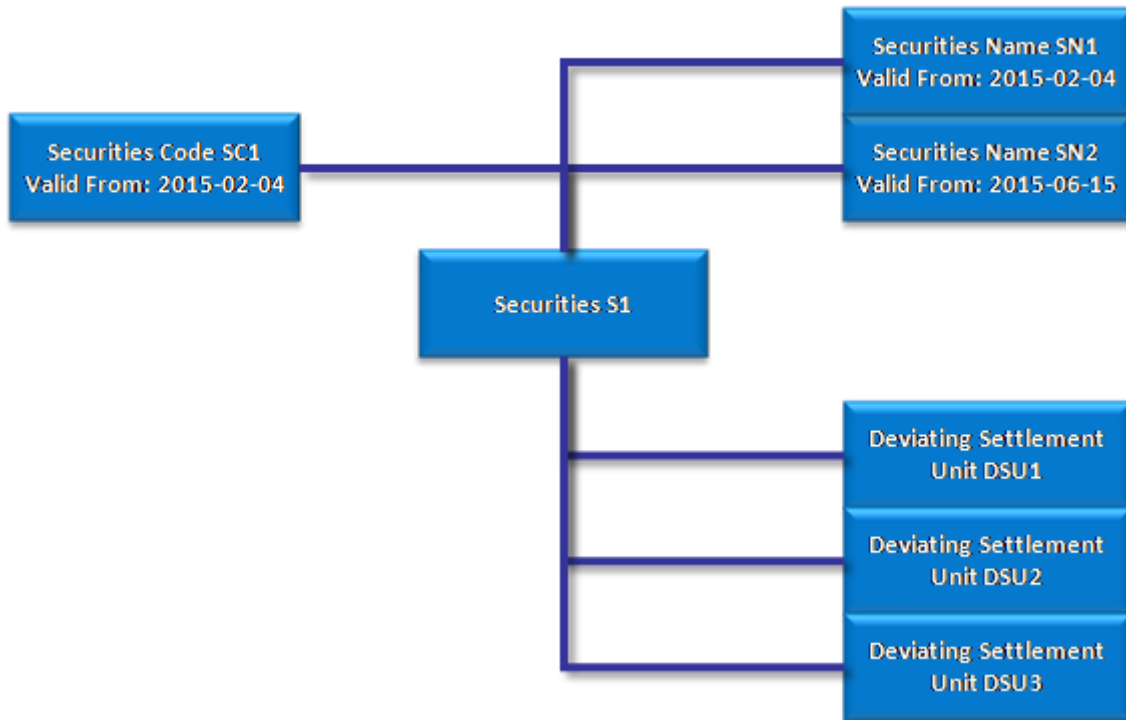 Securities Name SN1
Valid From: 2015-02-04
Securities Code SC1
Valid From: 2015-02-04
Securities Name SN2
Valid From: 2015-06-15
Securities S1
Deviating Settlement
Unit DSU1
Deviating Settlement
Unit DSU2
Deviating Settlement
Unit DSU3